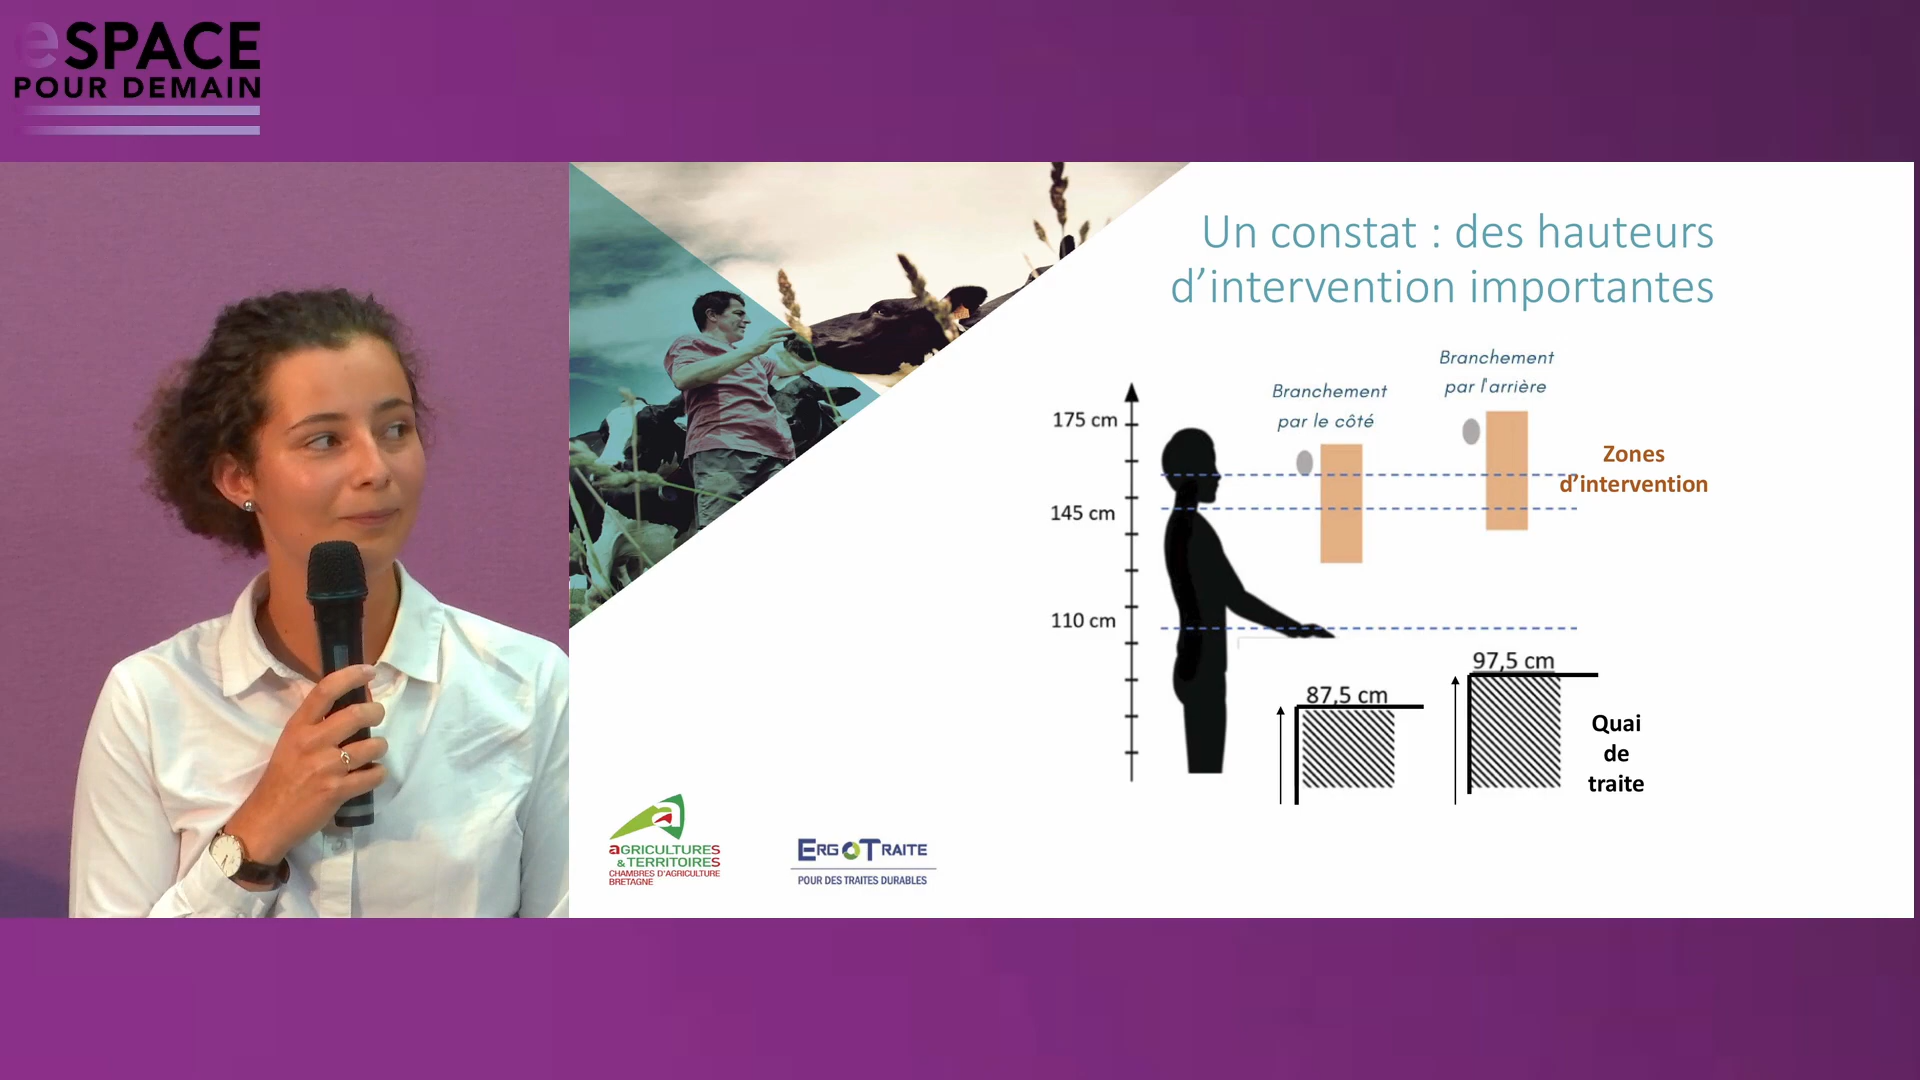 eSPACE
POUR DEMAIN
Un constat : des hauteurs
d'intervention importantes
Branchement
par l'arrière
Branchement
par le côté
175 cm
Zones
d'intervention
145 cm
110 cm
97,5 cm
87,5 cm
Quai
de
traite
aGRICULTURES
& TERRITOIRES
CHAMBRES D'AGRICULTURE
BRETAGNE
ERGOTRAITE
POUR DES TRAITES DURABLES